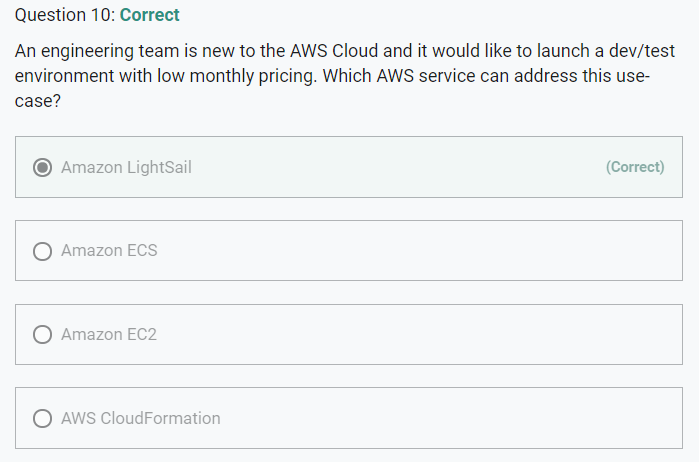 Question 10: Correct
An engineering team is new to the AWS Cloud and it would like to launch a dev/test
environment with low monthly pricing. Which AWS service can address this use-
case?
Amazon LightSail (Correct)
Amazon ECS
Amazon EC2
AWS CloudFormation